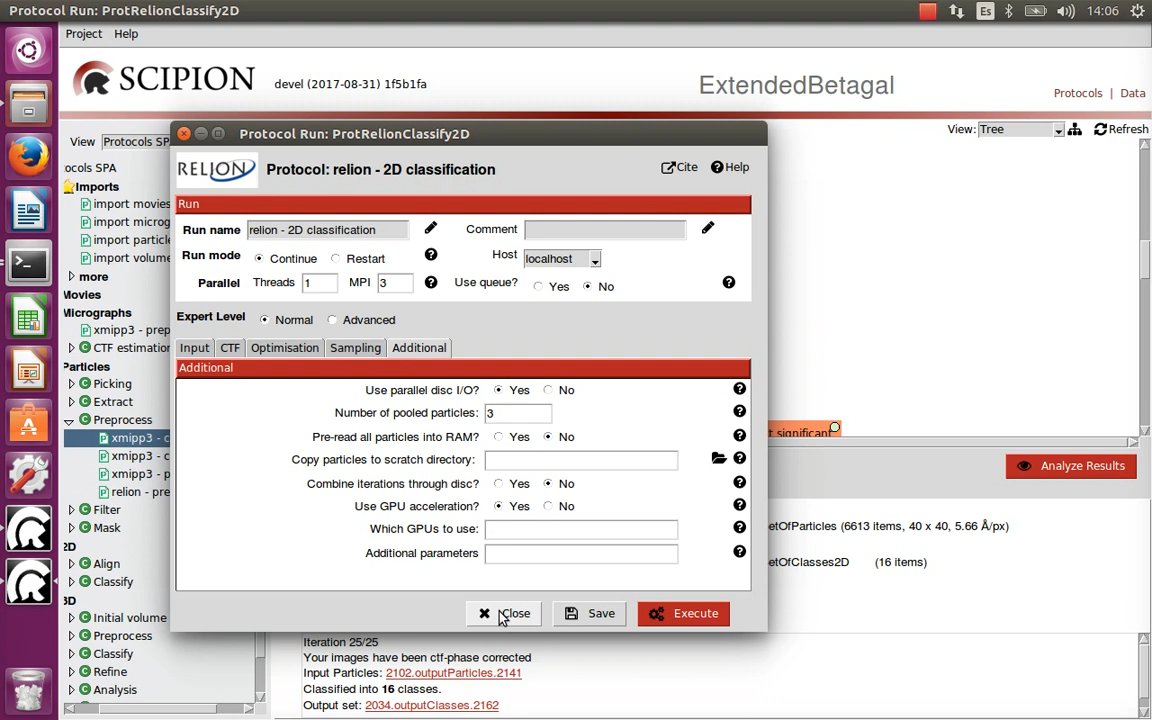 Protocol Run: ProtRelionClassify2D
Es
14:06
Project Help
SCIPION
devel (2017-08-31) 1f5b1fa
ExtendedBetagal
Protocols | Data
View Protocols SP
View: Tree
Refresh
Protocol Run: ProtRelionClassify2D
RELION
Protocol: relion - 2D classification
Cite
Help
Run
Run name relion - 2D classification
Comment
Run mode Continue Restart
Host localhost
Parallel Threads 1 MPI 3
Use queue? Yes No
Expert Level Normal Advanced
Input CTF Optimisation Sampling Additional
Additional
Use parallel disc I/O? Yes No
Number of pooled particles: 3
Pre-read all particles into RAM? Yes No
Copy particles to scratch directory:
Combine iterations through disc? Yes No
Use GPU acceleration? Yes No
Which GPUs to use:
Additional parameters
Close Save Execute
ocols SPA
Imports
import movies
import microg
import particle
import volume
more
Movies
Micrographs
xmipp3 - prep
CTF estimation
Particles
Picking
Extract
Preprocess
xmipp3 - c
xmipp3 - c
xmipp3 - p
relion - pre
Filter
Mask
2D
Align
Classify
3D
Initial volume
Preprocess
Classify
Refine
Analysis
t significant
Analyze Results
etOfParticles (6613 items, 40 x 40, 5.66 Å/px)
etOfClasses2D (16 items)
Iteration 25/25
Your images have been ctf-phase corrected
Input Particles: 2102.outputParticles.2141
Classified into 16 classes.
Output set: 2034.outputClasses.2162